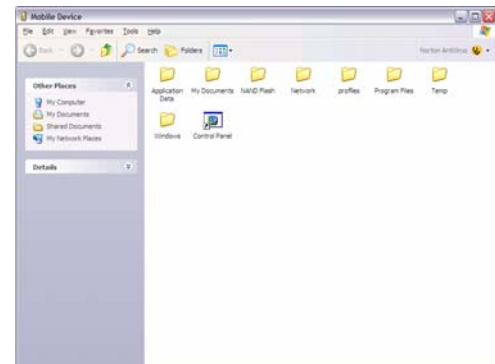 Mobile Device
File Edit View Favorites Tools Help
Back Search Folders Norton AntiVirus
Other Places
My Computer
My Documents
Shared Documents
My Network Places
Details
Application Data
My Documents
NAND Flash
Network
profiles
Program Files
Temp
Windows
Control Panel